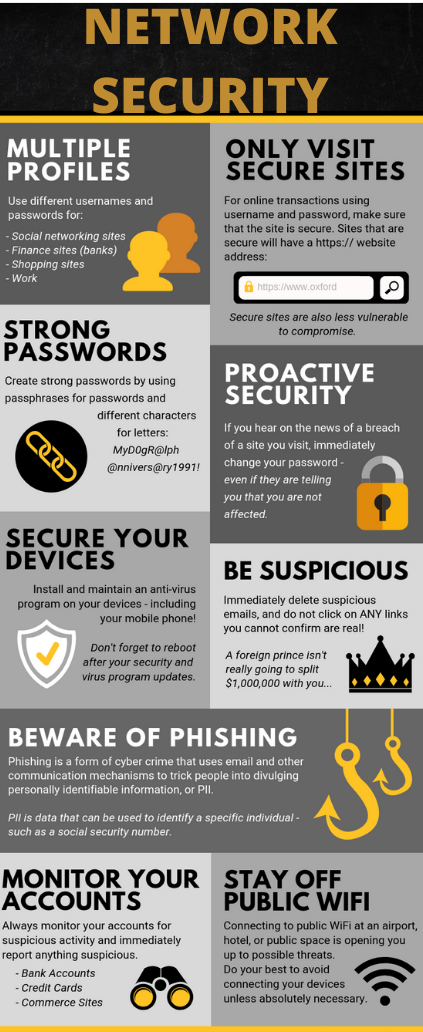 NETWORK
SECURITY
MULTIPLE
PROFILES
Use different usernames and
passwords for:
- Social networking sites
- Finance sites (banks)
- Shopping sites
- Work
ONLY VISIT
SECURE SITES
For online transactions using
username and password, make sure
that the site is secure. Sites that are
secure will have a https:// website
address:
https://www.oxford
Secure sites are also less vulnerable
to compromise.
STRONG
PASSWORDS
Create strong passwords by using
passphrases for passwords and
different characters
for letters:
MyD0gR@lph
@nnivers@ry1991!
PROACTIVE
SECURITY
If you hear on the news of a breach
of a site you visit, immediately
change your password -
even if they are telling
you that you are not
affected.
SECURE YOUR
DEVICES
Install and maintain an anti-virus
program on your devices - including
your mobile phone!
Don't forget to reboot
after your security and
virus program updates.
BE SUSPICIOUS
Immediately delete suspicious
emails, and do not click on ANY links
you cannot confirm are real!
A foreign prince isn't
really going to split
$1,000,000 with you...
BEWARE OF PHISHING
Phishing is a form of cyber crime that uses email and other
communication mechanisms to trick people into divulging
personally identifiable information, or PII.
PII is data that can be used to identify a specific individual -
such as a social security number.
MONITOR YOUR
ACCOUNTS
Always monitor your accounts for
suspicious activity and immediately
report anything suspicious.
- Bank Accounts
- Credit Cards
- Commerce Sites
STAY OFF
PUBLIC WIFI
Connecting to public WiFi at an airport,
hotel, or public space is opening you
up to possible threats.
Do your best to avoid
connecting your devices
unless absolutely necessary.